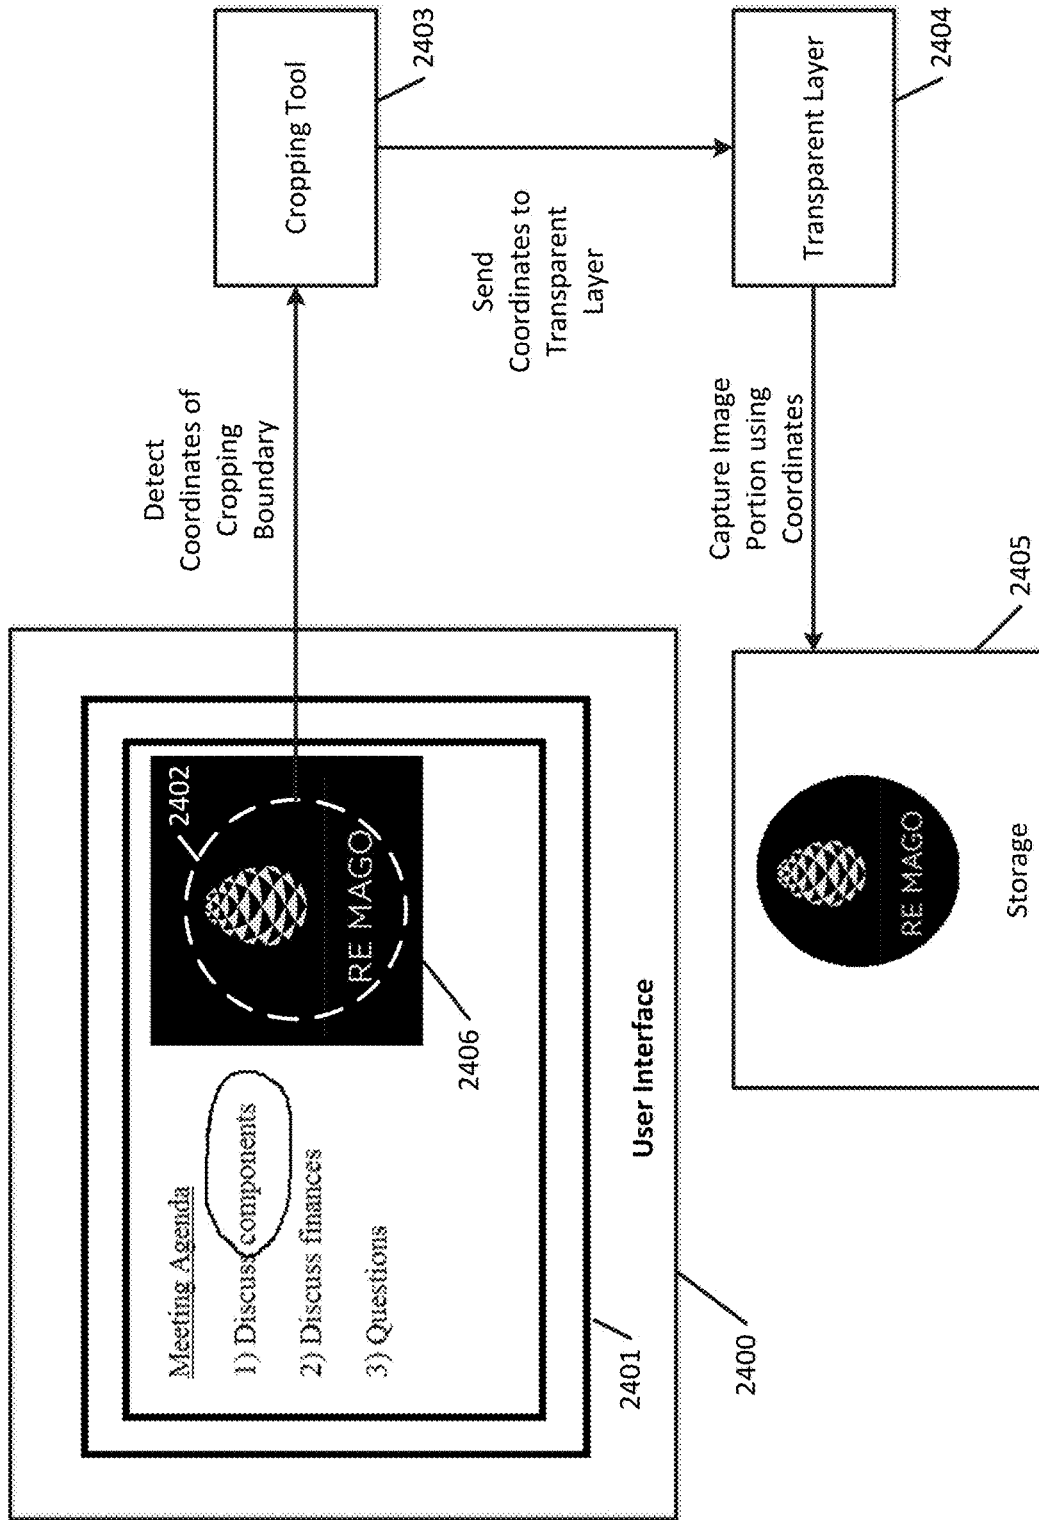 Meeting Agenda
1) Discuss components
2) Discuss finances
3) Questions
2402
RE MAGO
2406
User Interface
2401
2400
Detect
Coordinates of
Cropping
Boundary
Cropping Tool
2403
Send
Coordinates to
Transparent
Layer
Transparent Layer
2404
Capture Image
Portion using
Coordinates
RE MAGO
Storage
2405